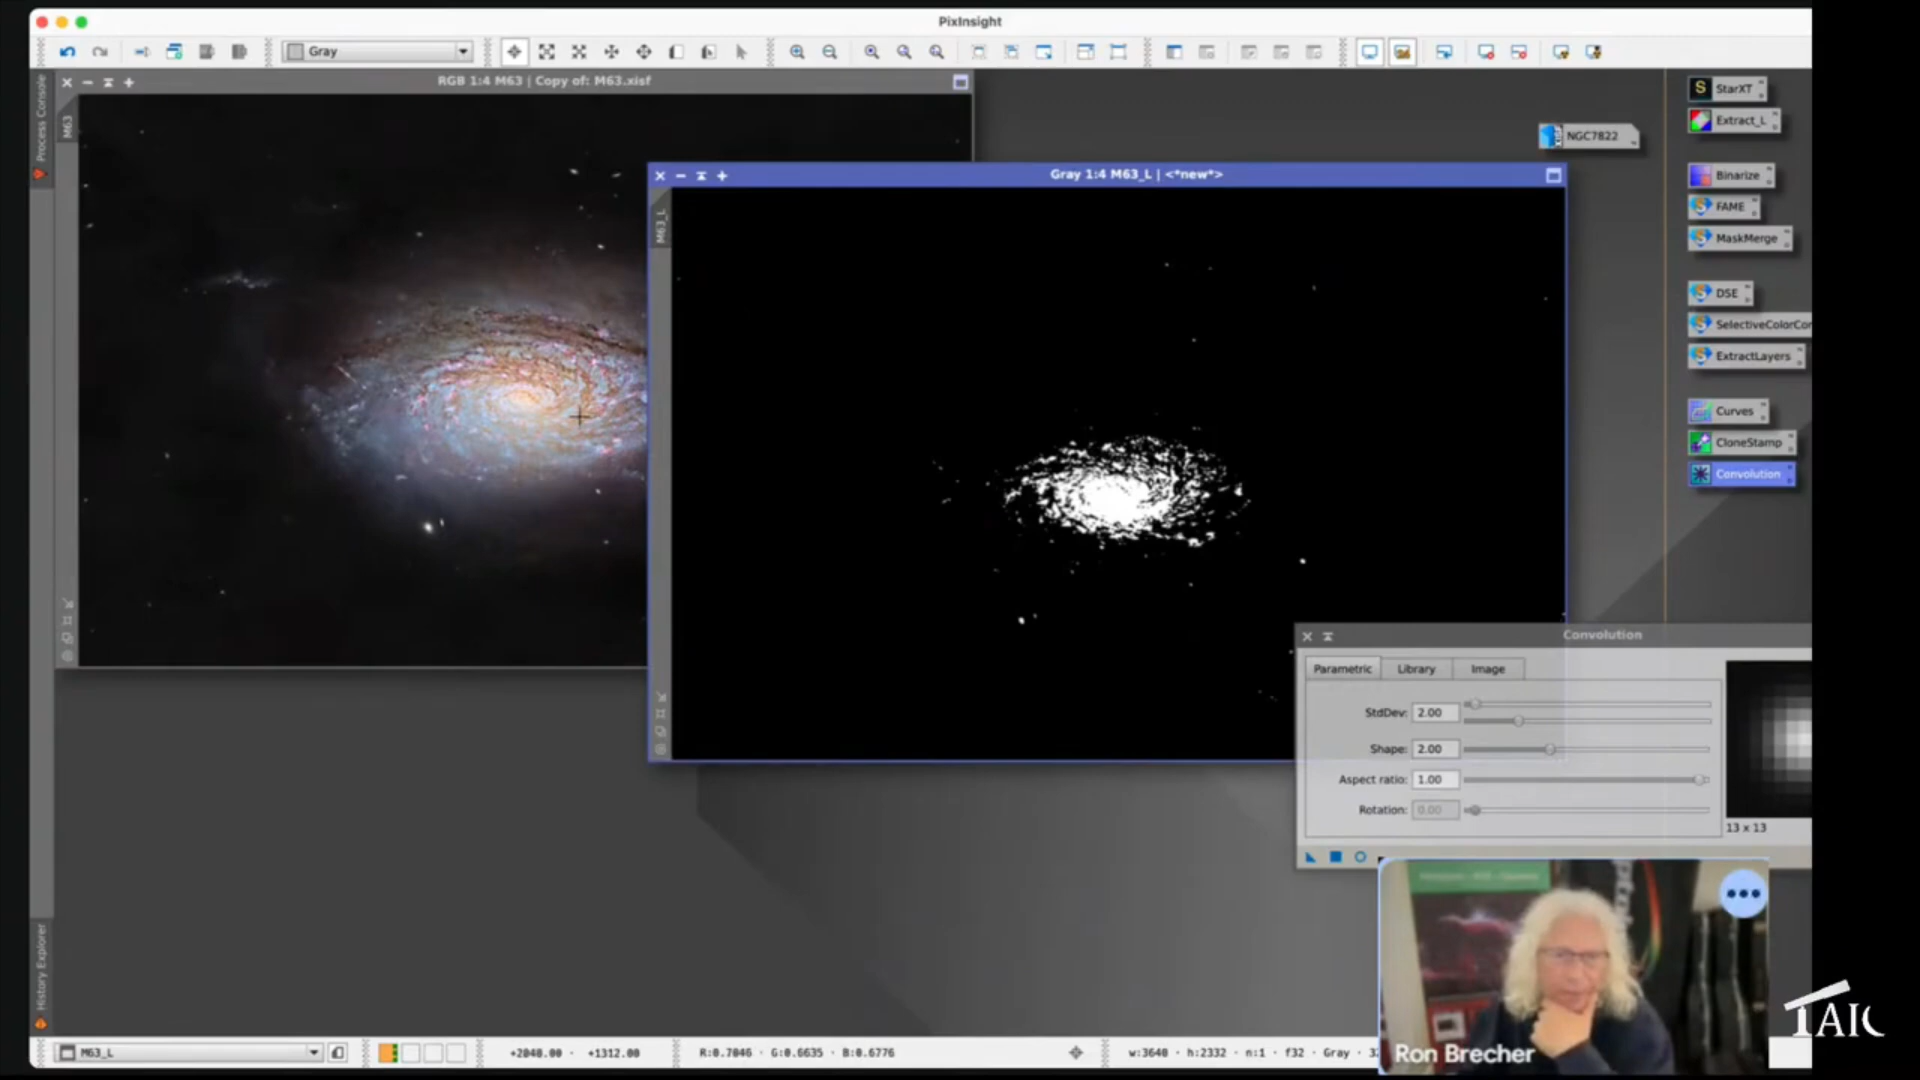 PixInsight
Gray
RGB 1:4 M63 | Copy of: M63.xisf
Process Console
M63
StarXT
Extract_L
NGC7822
Gray 1:4 M63_L | <*new*>
M63_L
Binarize
FAME
MaskMerge
DSE
SelectiveColorCor
ExtractLayers
Curves
CloneStamp
Convolution
Convolution
Parametric
Library
Image
StdDev: 2.00
Shape: 2.00
Aspect ratio: 1.00
Rotation: 0.00
13 x 13
History Explorer
M63_L
+2040.00 · +1312.00
R:0.7046 · G:0.6635 · B:0.6776
w:3640 · h:2332 · n:1 · f32 · Gray · 3
Ron Brecher
TAIC